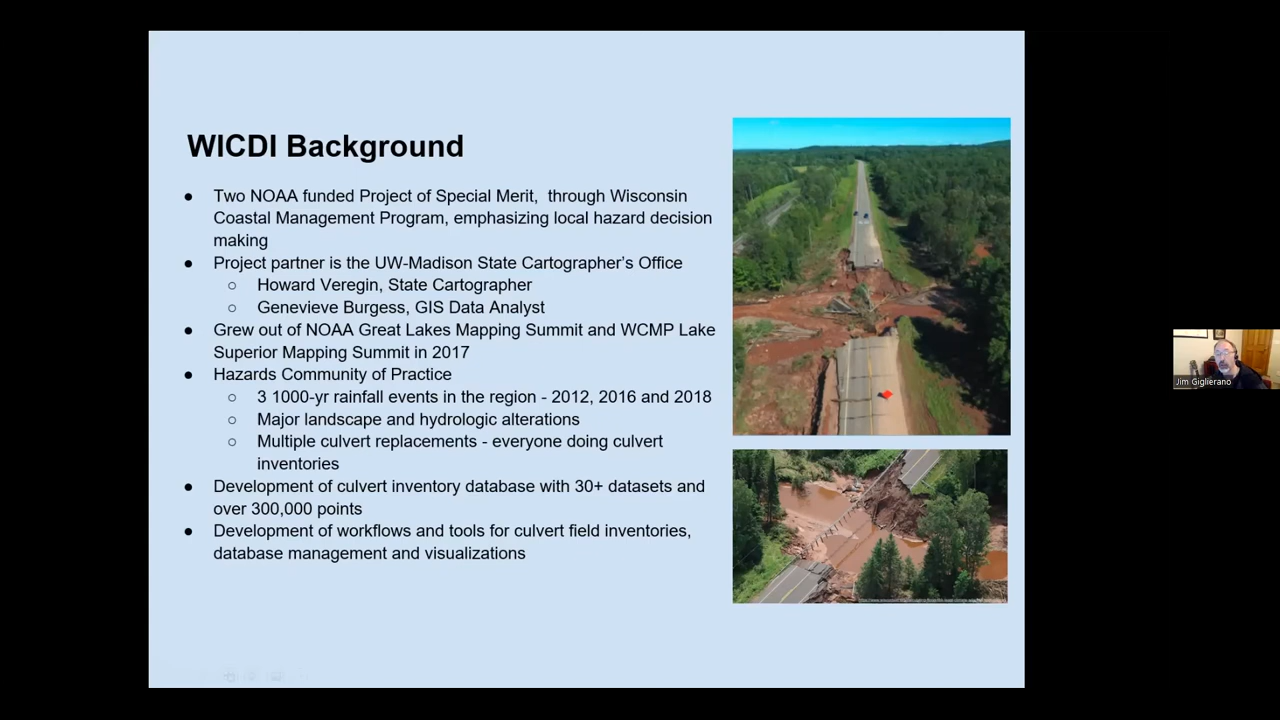 WICDI Background
● Two NOAA funded Project of Special Merit,  through Wisconsin
Coastal Management Program, emphasizing local hazard decision
making
● Project partner is the UW-Madison State Cartographer's Office
○ Howard Veregin, State Cartographer
○ Genevieve Burgess, GIS Data Analyst
● Grew out of NOAA Great Lakes Mapping Summit and WCMP Lake
Superior Mapping Summit in 2017
● Hazards Community of Practice
○ 3 1000-yr rainfall events in the region - 2012, 2016 and 2018
○ Major landscape and hydrologic alterations
○ Multiple culvert replacements - everyone doing culvert
inventories
● Development of culvert inventory database with 30+ datasets and
over 300,000 points
● Development of workflows and tools for culvert field inventories,
database management and visualizations
Jim Giglierano